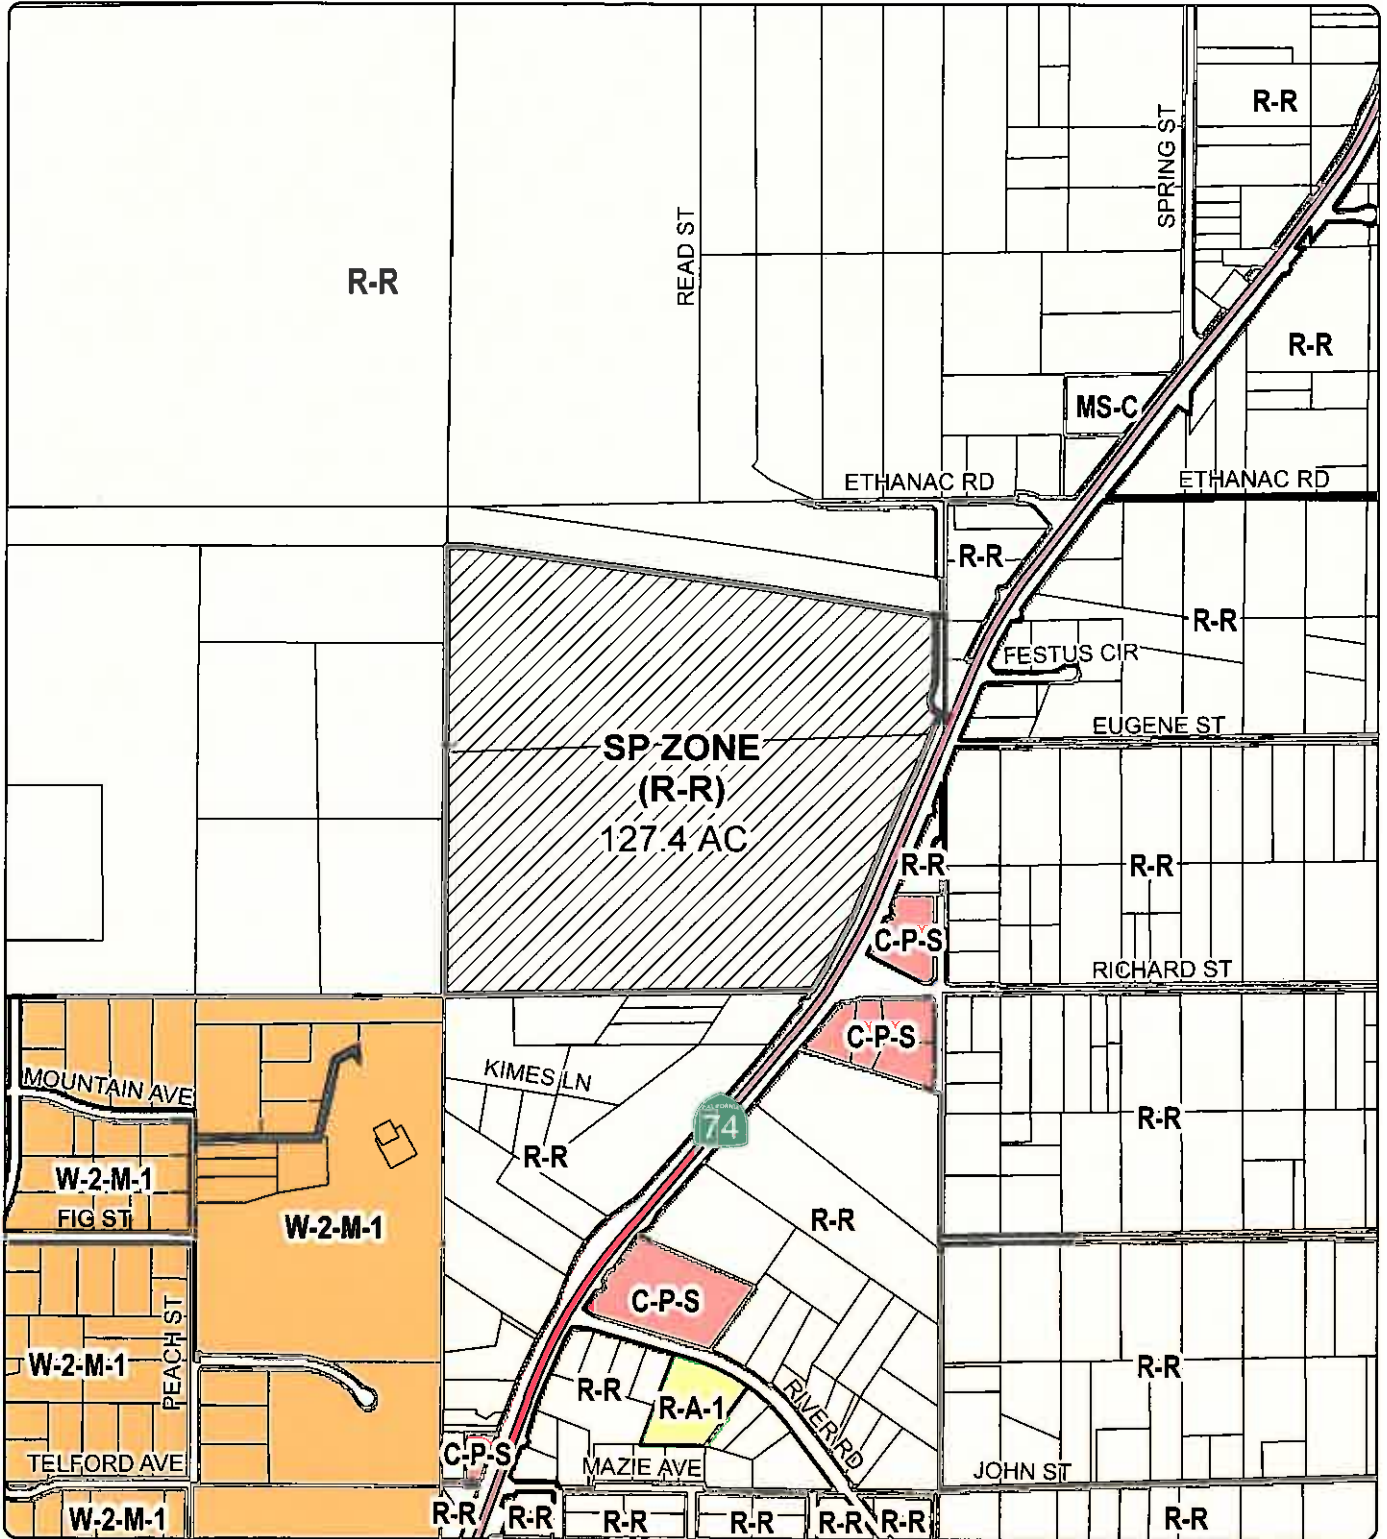 R-R
SPRING ST
READ ST
R-R
R-R
MS-C
ETHANAC RD
ETHANAC RD
R-R
R-R
FESTUS CIR
EUGENE ST
SP ZONE
(R-R)
127.4 AC
R-R
R-R
C-P-S
RICHARD ST
C-P-S
KIMES LN
MOUNTAIN AVE
CALIFORNIA
74
R-R
R-R
W-2-M-1
FIG ST
W-2-M-1
R-R
C-P-S
PEACH ST
W-2-M-1
R-R
R-R
R-A-1
RIVER RD
C-P-S
TELFORD AVE
MAZIE AVE
JOHN ST
W-2-M-1
R-R
R-R
R-R
R-R
R-R
R-R
R-R